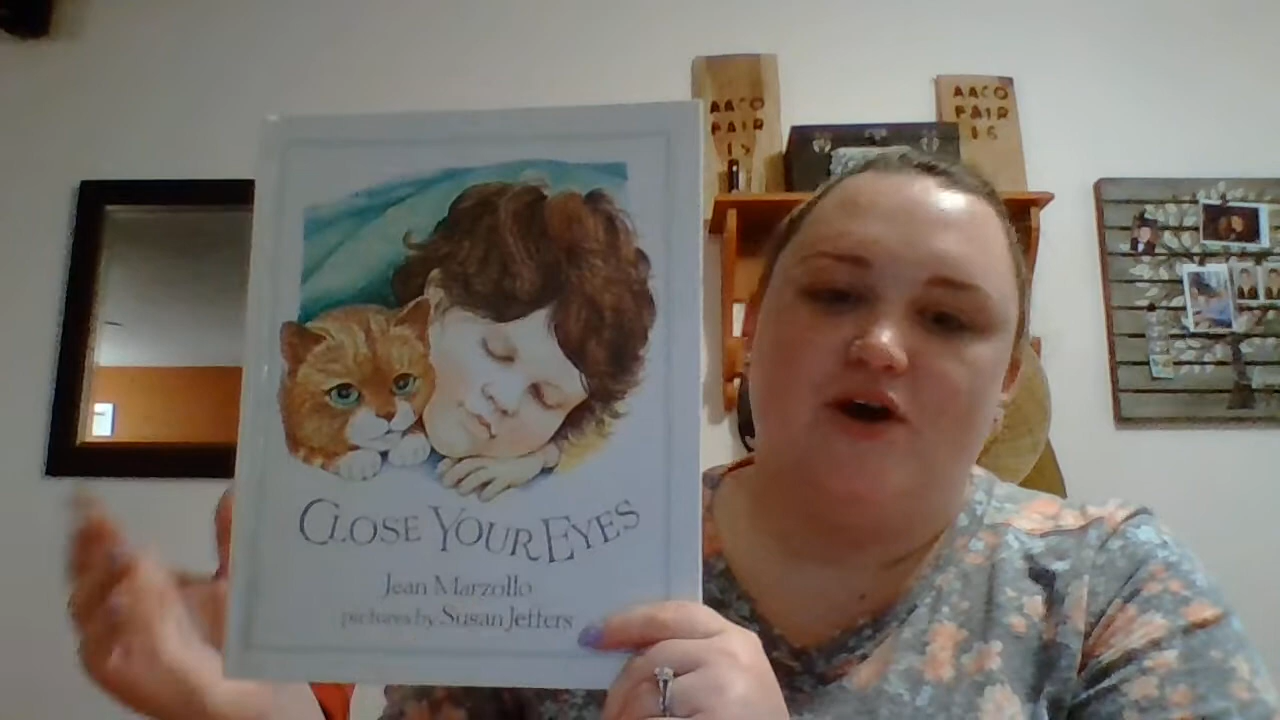 AACO
FAIR
AACO
FAIR
16
CLOSE YOUR EYES
Jean Marzollo
pictures by Susan Jeffers